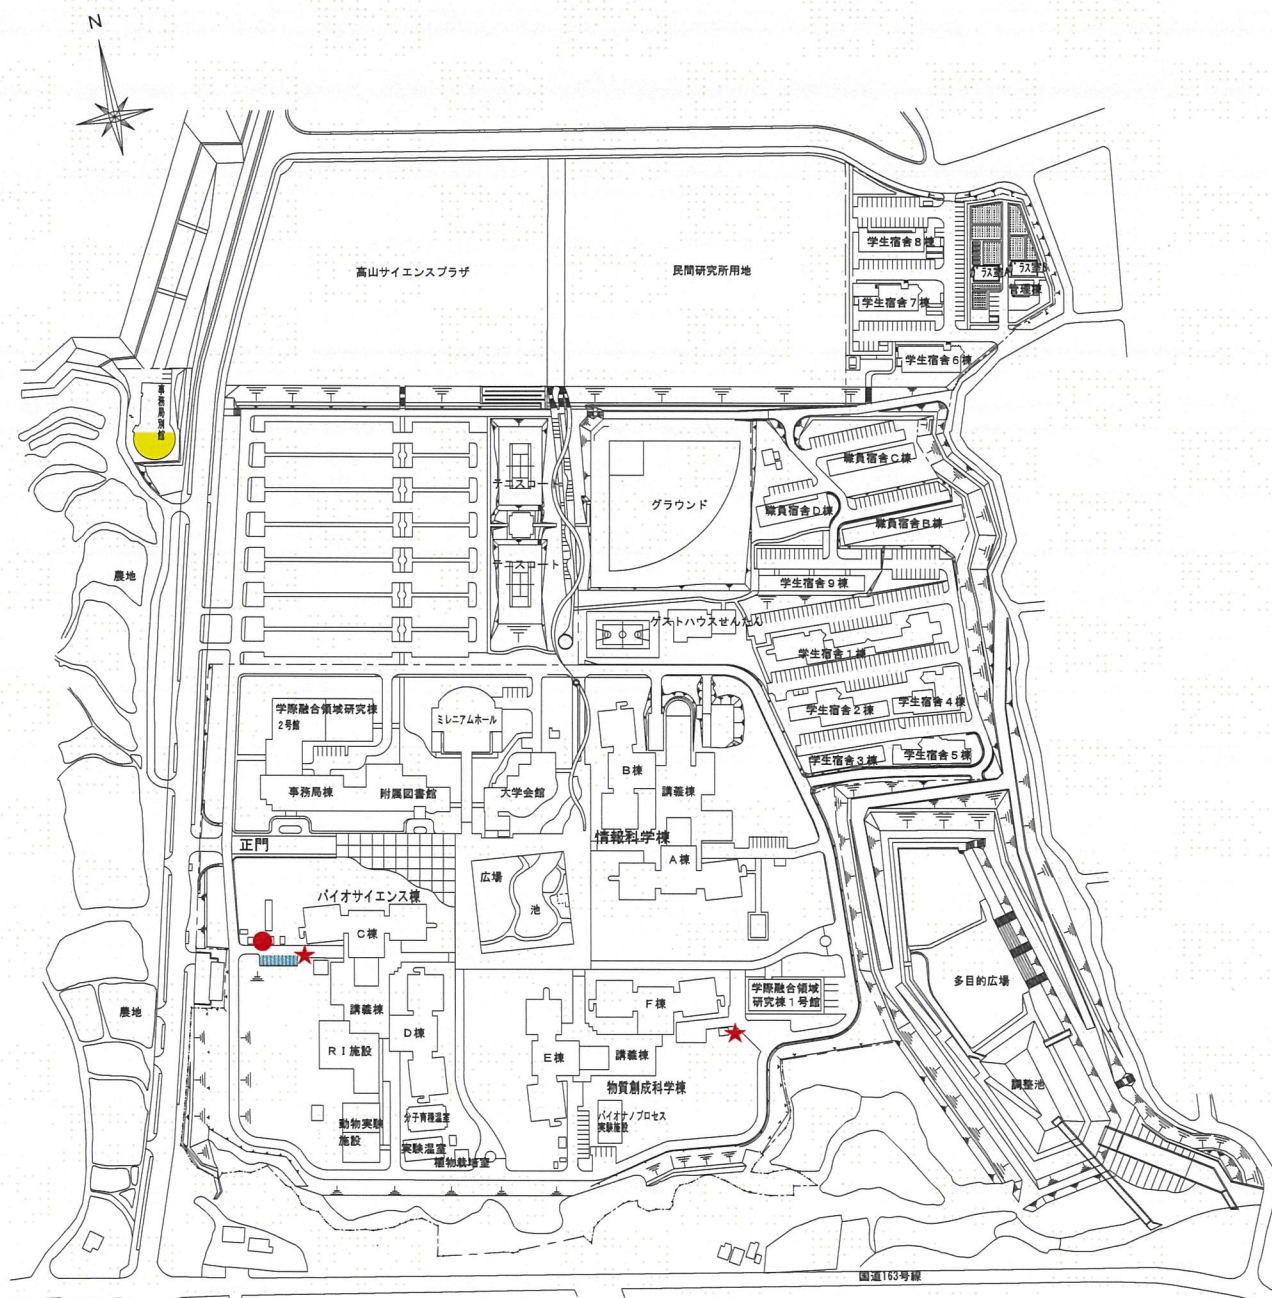 N
高山サイエンスプラザ
民間研究所用地
学生宿舎8棟
学生宿舎7棟
管理棟
学生宿舎6棟
事務局別館
テニスコート
グラウンド
職員宿舎C棟
職員宿舎D棟
職員宿舎B棟
テニスコート
学生宿舎9棟
農地
ゲストハウスせんたん
学生宿舎1棟
学生宿舎2棟
学生宿舎4棟
学生宿舎3棟
学生宿舎5棟
学際融合領域研究棟
2号館
ミレニアムホール
B棟
講義棟
事務局棟
附属図書館
大学会館
正門
情報科学棟
A棟
広場
池
バイオサイエンス棟
C棟
多目的広場
学際融合領域
研究棟1号館
F棟
講義棟
D棟
農地
RI施設
E棟
講義棟
物質創成科学棟
調整池
動物実験
施設
分子育種温室
バイオナノプロセス
実験施設
実験温室
植物栽培室
国道163号線